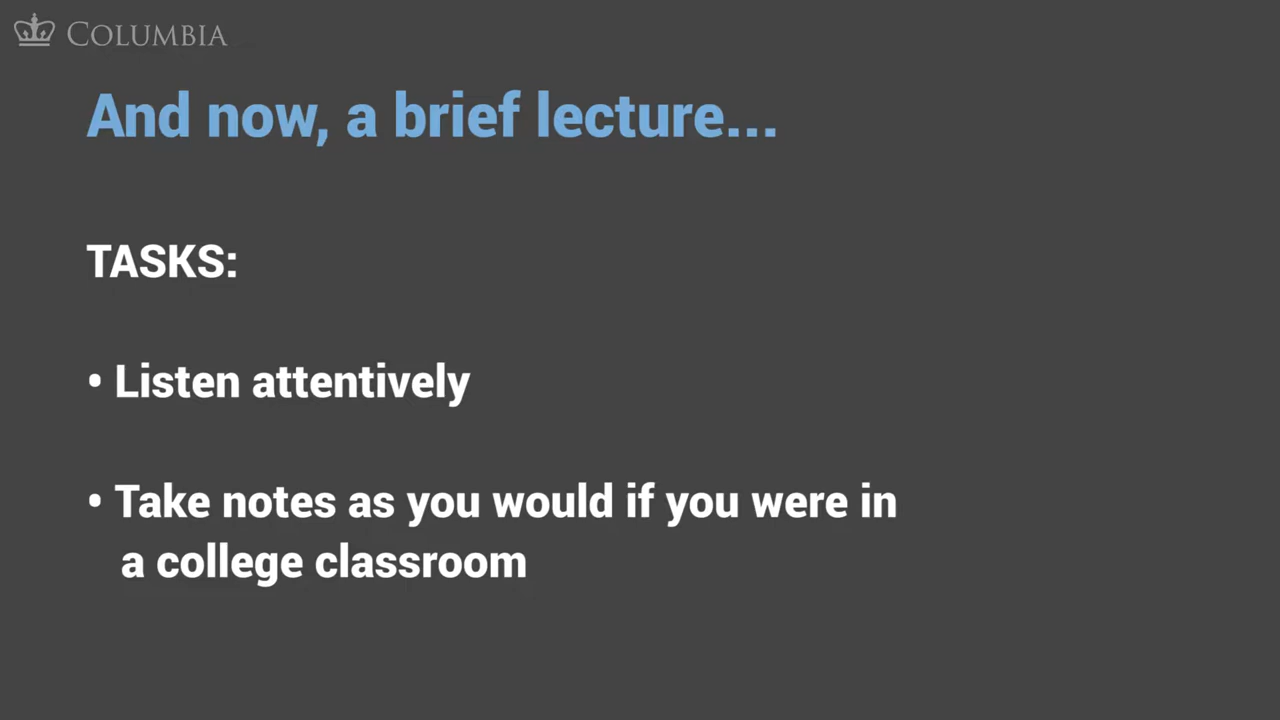 COLUMBIA
And now, a brief lecture...
TASKS:
• Listen attentively
• Take notes as you would if you were in
a college classroom